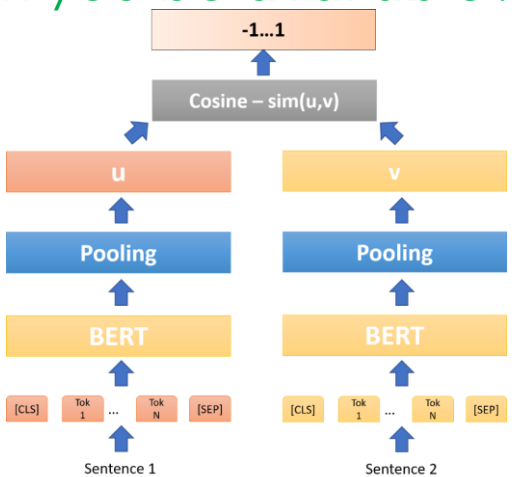 -1...1
Cosine – sim(u,v)
u v
Pooling Pooling
BERT BERT
[CLS] Tok 1 ... Tok N [SEP] [CLS] Tok 1 ... Tok N [SEP]
Sentence 1 Sentence 2